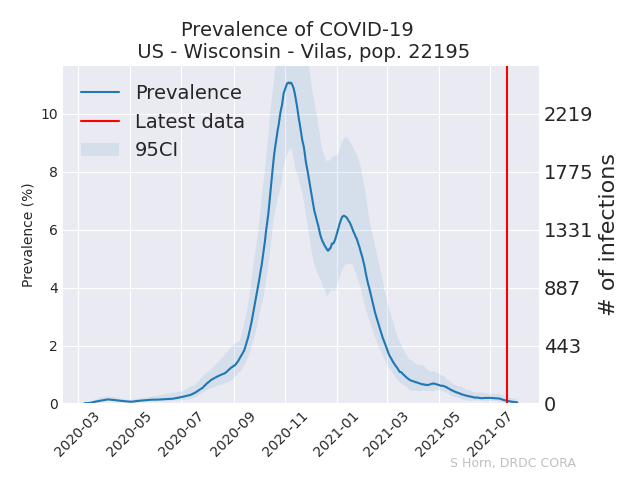 Prevalence of COVID-19
US - Wisconsin - Vilas, pop. 22195
Prevalence
Latest data
95CI
Prevalence (%)
10
8
6
4
2
0
2219
1775
1331
887
443
0
# of infections
2020-03
2020-05
2020-07
2020-09
2020-11
2021-01
2021-03
2021-05
2021-07
S Horn, DRDC CORA